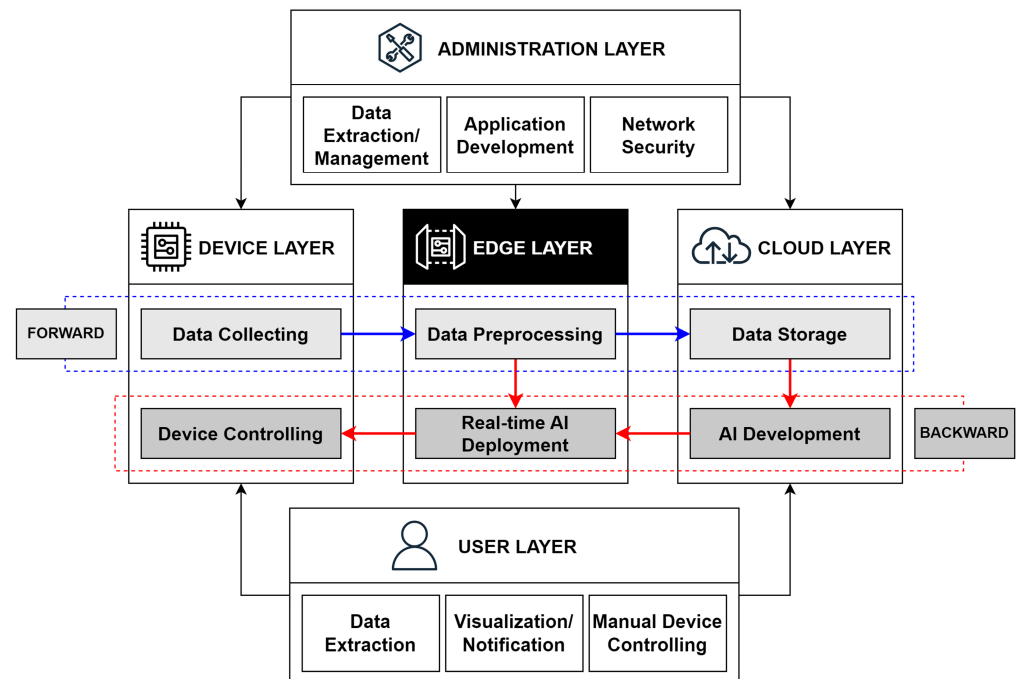 ADMINISTRATION LAYER
Data
Extraction/
Management
Application
Development
Network
Security
DEVICE LAYER
EDGE LAYER
CLOUD LAYER
FORWARD
Data Collecting
Data Preprocessing
Data Storage
Device Controlling
Real-time AI
Deployment
AI Development
BACKWARD
USER LAYER
Data
Extraction
Visualization/
Notification
Manual Device
Controlling